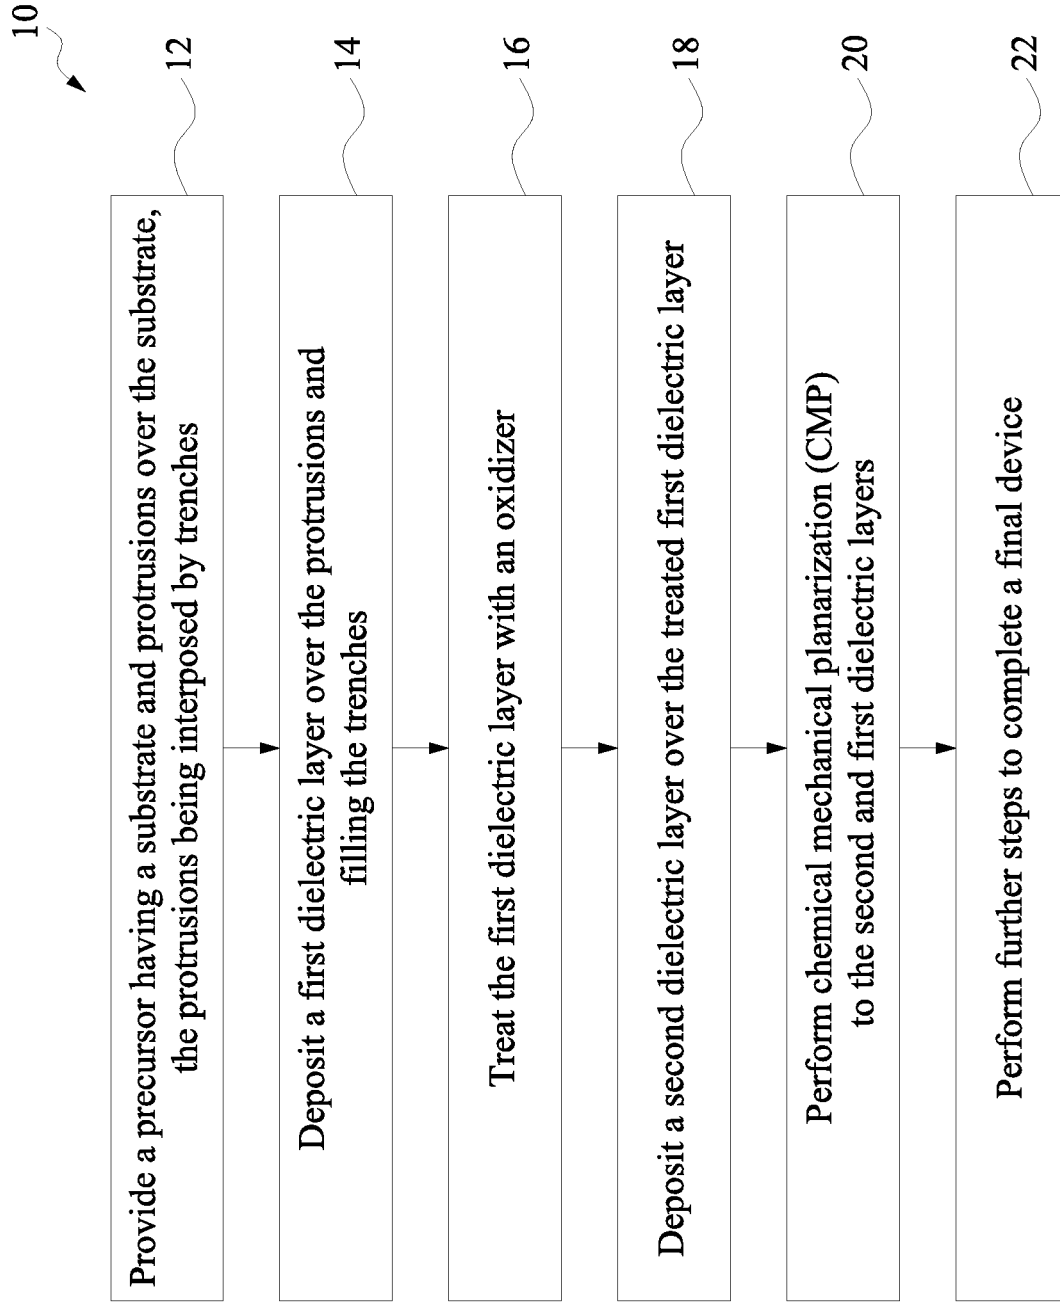 10
Provide a precursor having a substrate and protrusions over the substrate,
the protrusions being interposed by trenches
12
Deposit a first dielectric layer over the protrusions and
filling the trenches
14
Treat the first dielectric layer with an oxidizer
16
Deposit a second dielectric layer over the treated first dielectric layer
18
Perform chemical mechanical planarization (CMP)
to the second and first dielectric layers
20
Perform further steps to complete a final device
22